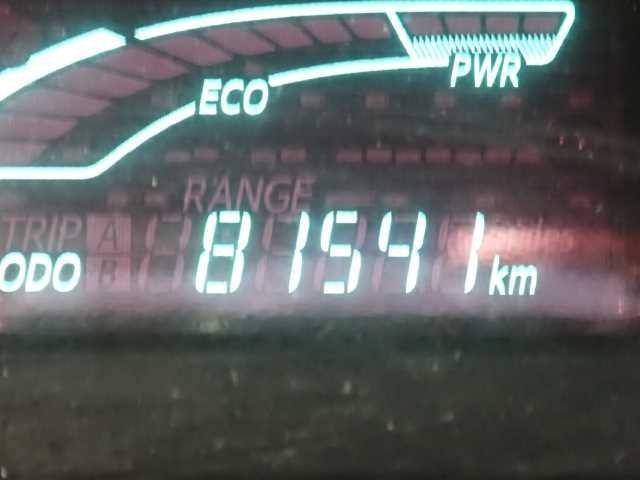 ECO PWR
RANGE
TRIP A
ODO B 81541 km